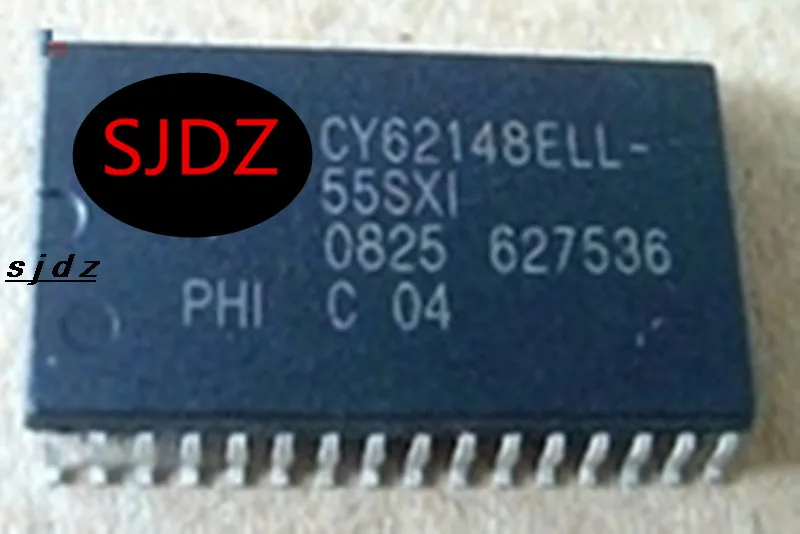 SJDZ
CY62148ELL-
55SXI
0825 627536
sjdz
PHI C 04